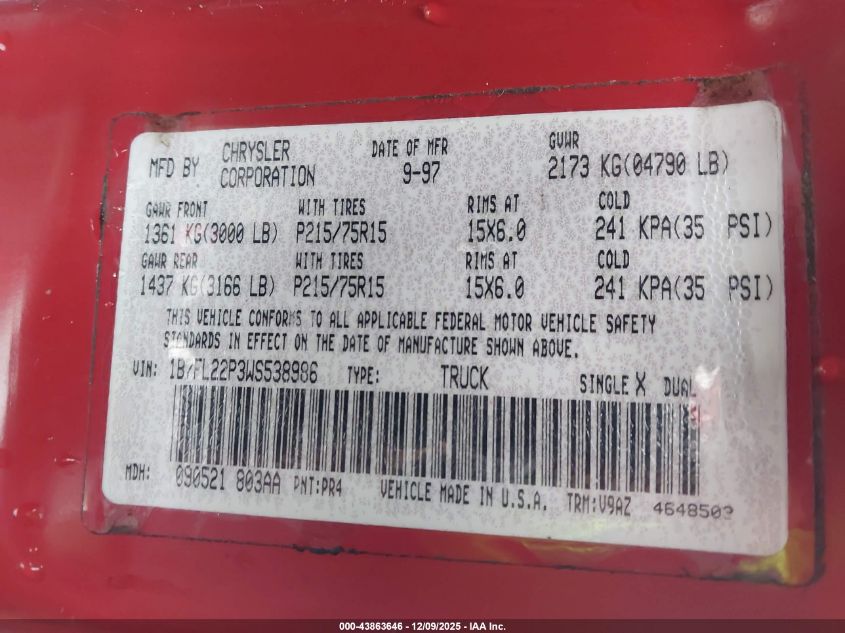 MFD BY CHRYSLER CORPORATION DATE OF MFR 9-97 GVWR 2173 KG(04790 LB)
GAWR FRONT WITH TIRES RIMS AT COLD
1361 KG(3000 LB) P215/75R15 15X6.0 241 KPA(35 PSI)
GAWR REAR WITH TIRES RIMS AT COLD
1437 KG(3166 LB) P215/75R15 15X6.0 241 KPA(35 PSI)
THIS VEHICLE CONFORMS TO ALL APPLICABLE FEDERAL MOTOR VEHICLE SAFETY
STANDARDS IN EFFECT ON THE DATE OF MANUFACTURE SHOWN ABOVE.
VIN: 1B7FL22P3WS538986 TYPE: TRUCK SINGLE X DUAL
MDH: 090521 803AA PNT:PR4 VEHICLE MADE IN U.S.A. TRM:V9AZ 4648503
000-43863646 - 12/09/2025 - IAA Inc.